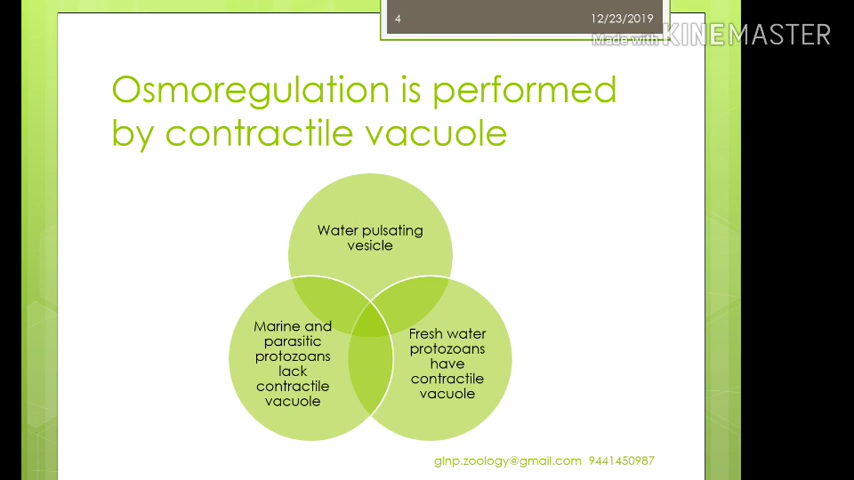 4
12/23/2019
Made with KINEMASTER
Osmoregulation is performed
by contractile vacuole
Water pulsating
vesicle
Marine and
parasitic
protozoans
lack
contractile
vacuole
Fresh water
protozoans
have
contractile
vacuole
glnp.zoology@gmail.com 9441450987